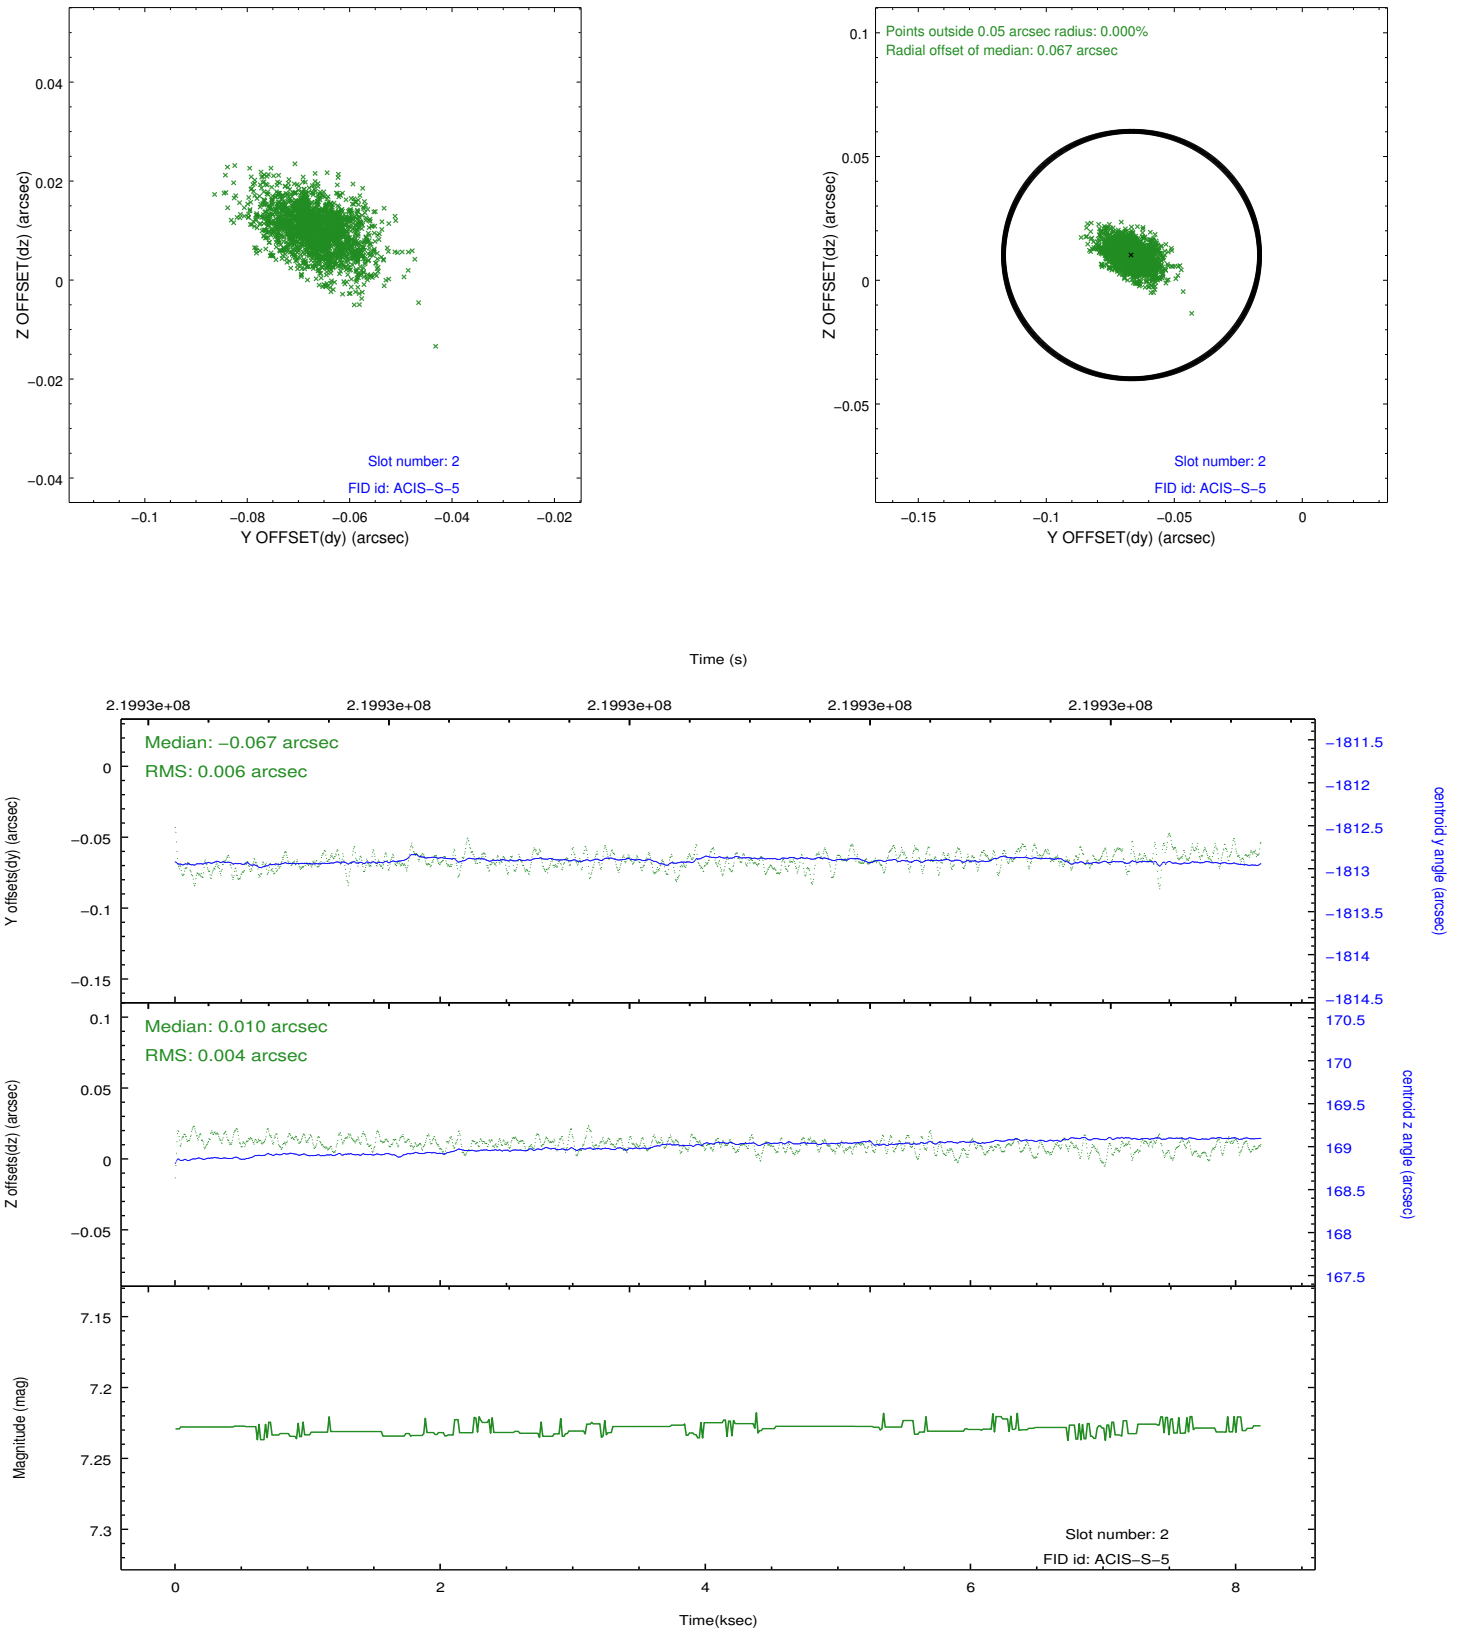 0.04
0.02
0
−0.02
−0.04
Z OFFSET(dz) (arcsec)
Slot number: 2
FID id: ACIS−S−5
−0.1
−0.08
−0.06
−0.04
−0.02
Y OFFSET(dy) (arcsec)
Points outside 0.05 arcsec radius: 0.000%
Radial offset of median: 0.067 arcsec
0.1
0.05
0
−0.05
Z OFFSET(dz) (arcsec)
Slot number: 2
FID id: ACIS−S−5
−0.15
−0.1
−0.05
0
Y OFFSET(dy) (arcsec)
Time (s)
2.1993e+08
2.1993e+08
2.1993e+08
2.1993e+08
2.1993e+08
Median: −0.067 arcsec
RMS: 0.006 arcsec
0
−0.05
−0.1
−0.15
Y offsets(dy) (arcsec)
−1811.5
−1812
−1812.5
−1813
−1813.5
−1814
−1814.5
centroid y angle (arcsec)
Median: 0.010 arcsec
RMS: 0.004 arcsec
0.1
0.05
0
−0.05
Z offsets(dz) (arcsec)
170.5
170
169.5
169
168.5
168
167.5
centroid z angle (arcsec)
7.15
7.2
7.25
7.3
Magnitude (mag)
Slot number: 2
FID id: ACIS−S−5
0
2
4
6
8
Time(ksec)